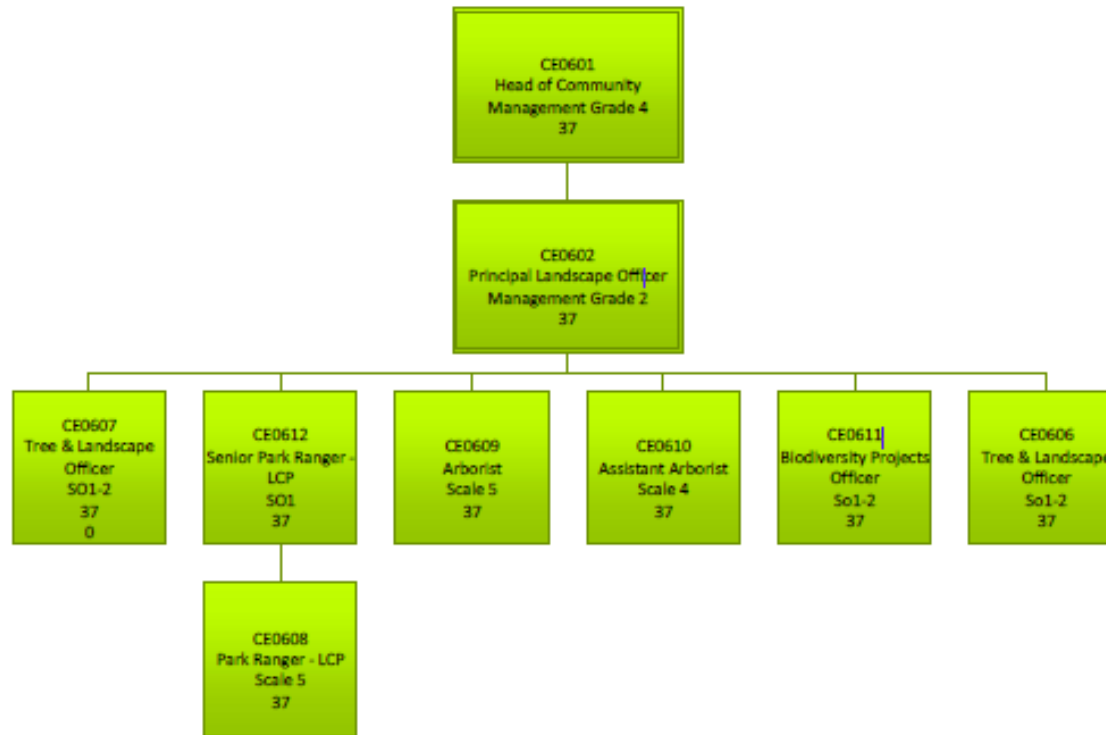 CE0601
Head of Community
Management Grade 4
37
CE0602
Principal Landscape Officer
Management Grade 2
37
CE0607
Tree & Landscape
Officer
SO1-2
37
0
CE0612
Senior Park Ranger -
LCP
SO1
37
CE0609
Arborist
Scale 5
37
CE0610
Assistant Arborist
Scale 4
37
CE0611
Biodiversity Projects
Officer
So1-2
37
CE0606
Tree & Landscape
Officer
So1-2
37
CE0608
Park Ranger - LCP
Scale 5
37